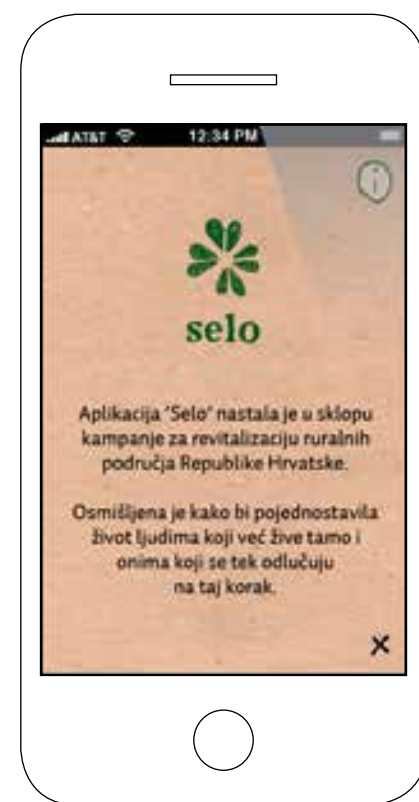 AT&T
12:34 PM
i
selo
Aplikacija 'Selo' nastala je u sklopu
kampanje za revitalizaciju ruralnih
područja Republike Hrvatske.
Osmišljena je kako bi pojednostavila
život ljudima koji već žive tamo i
onima koji se tek odlučuju
na taj korak.